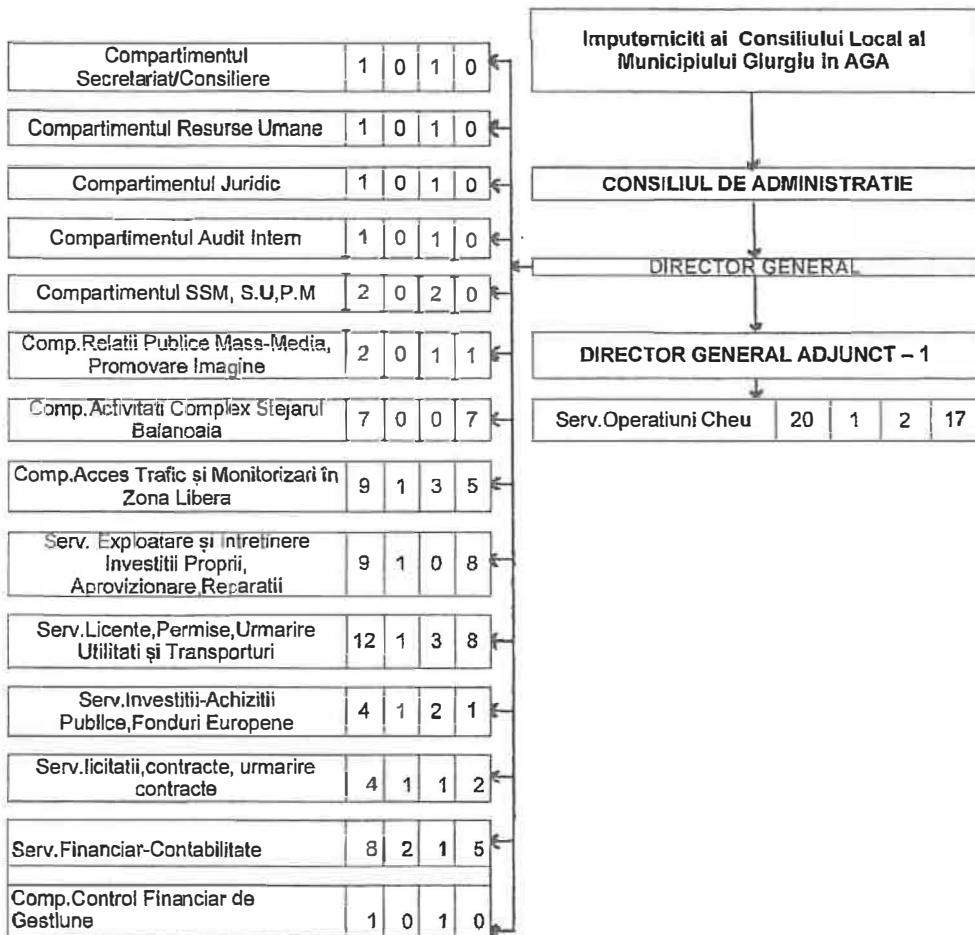 Compartimentul
Secretariat/Consiliere 1 0 1 0
Compartimentul Resurse Umane 1 0 1 0
Compartimentul Juridic 1 0 1 0
Compartimentul Audit Intern 1 0 1 0
Compartimentul SSM, S.U,P.M 2 0 2 0
Comp.Relatii Publice Mass-Media,
Promovare Imagine 2 0 1 1
Comp.Activitati Complex Stejarul
Balanoaia 7 0 0 7
Comp.Acces Trafic și Monitorizari în
Zona Libera 9 1 3 5
Serv. Exploatare și Intretinere
Investitii Proprii, 9 1 0 8
Aprovizionare,Reparatii
Serv.Licente,Permise,Urmarire
Utilitati și Transporturi 12 1 3 8
Serv.Investitii-Achizitii
Publice,Fonduri Europene 4 1 2 1
Serv.licitatii,contracte, urmarire
contracte 4 1 1 2
Serv.Financiar-Contabilitate 8 2 1 5
Comp.Control Financiar de
Gestiune 1 0 1 0
Imputerniciti ai Consiliului Local al
Municipiului Giurgiu in AGA
CONSILIUL DE ADMINISTRATIE
DIRECTOR GENERAL
DIRECTOR GENERAL ADJUNCT – 1
Serv.Operatiuni Cheu 20 1 2 17